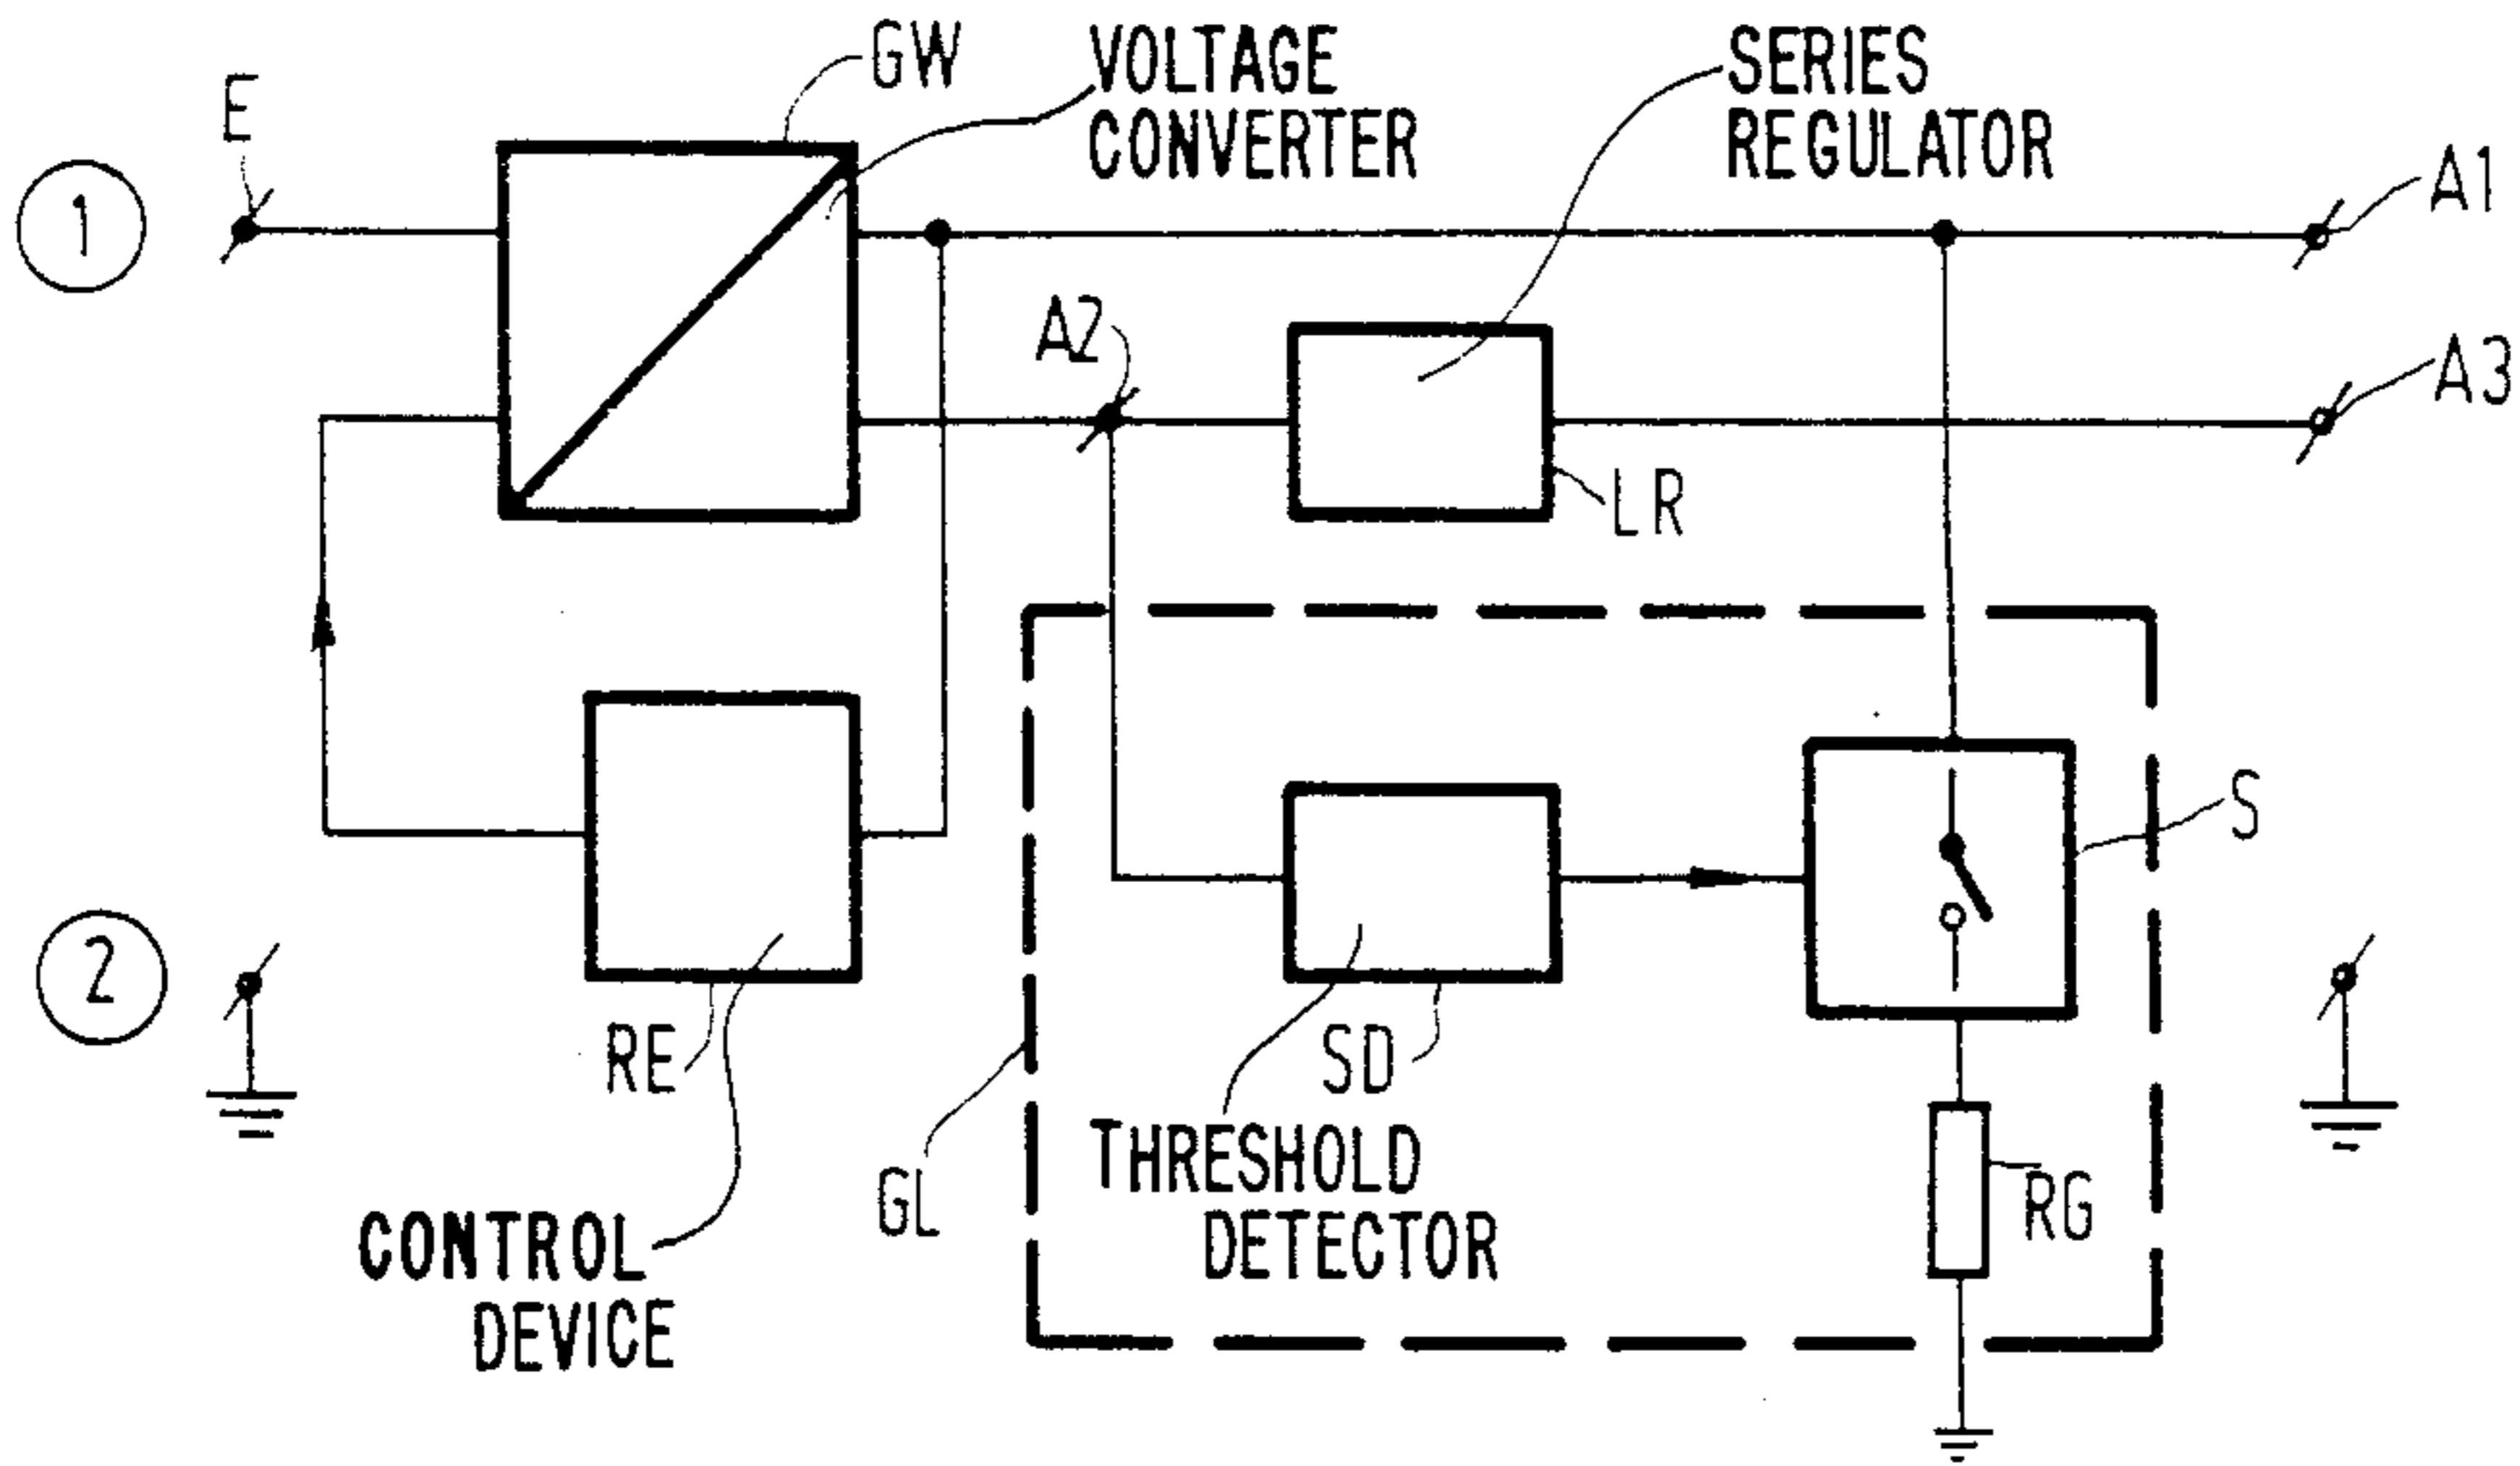 GW
VOLTAGE
CONVERTER
SERIES
REGULATOR
E
1
A1
A2
A3
LR
S
2
RE
SD
GL
THRESHOLD
DETECTOR
RG
CONTROL
DEVICE